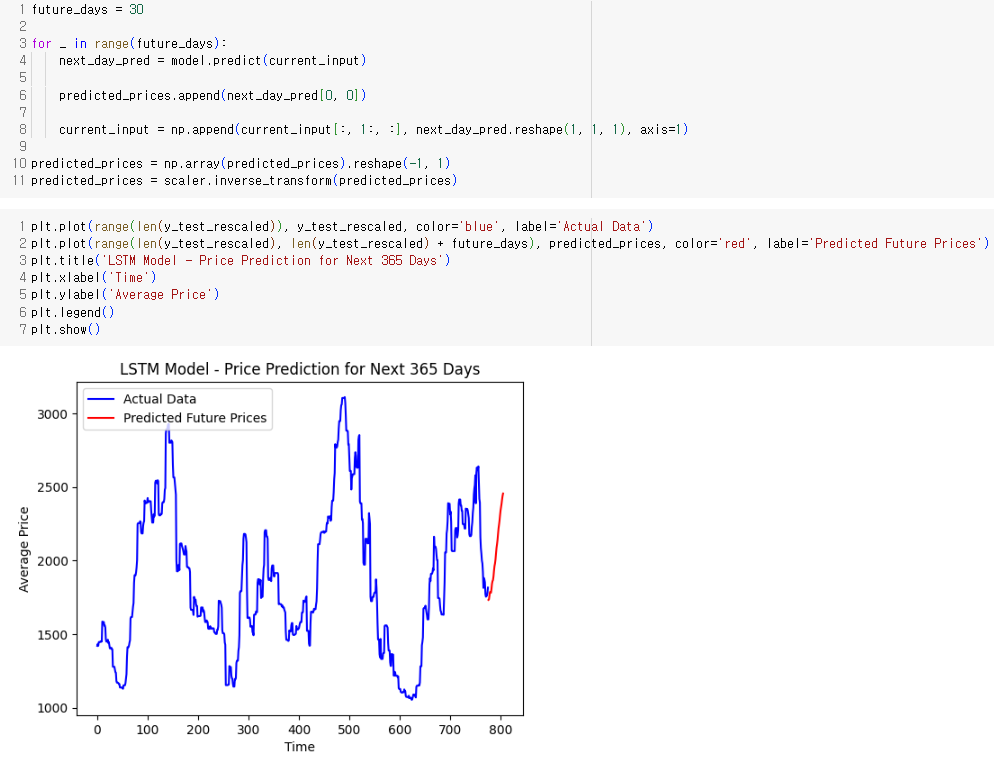 1 future_days = 30
2
3 for _ in range(future_days):
4     next_day_pred = model.predict(current_input)
5
6     predicted_prices.append(next_day_pred[0, 0])
7
8     current_input = np.append(current_input[:, 1:, :], next_day_pred.reshape(1, 1, 1), axis=1)
9
10 predicted_prices = np.array(predicted_prices).reshape(-1, 1)
11 predicted_prices = scaler.inverse_transform(predicted_prices)
1 plt.plot(range(len(y_test_rescaled)), y_test_rescaled, color='blue', label='Actual Data')
2 plt.plot(range(len(y_test_rescaled), len(y_test_rescaled) + future_days), predicted_prices, color='red', label='Predicted Future Prices')
3 plt.title('LSTM Model - Price Prediction for Next 365 Days')
4 plt.xlabel('Time')
5 plt.ylabel('Average Price')
6 plt.legend()
7 plt.show()
LSTM Model - Price Prediction for Next 365 Days
Actual Data
Predicted Future Prices
3000
2500
2000
1500
1000
Average Price
0 100 200 300 400 500 600 700 800
Time